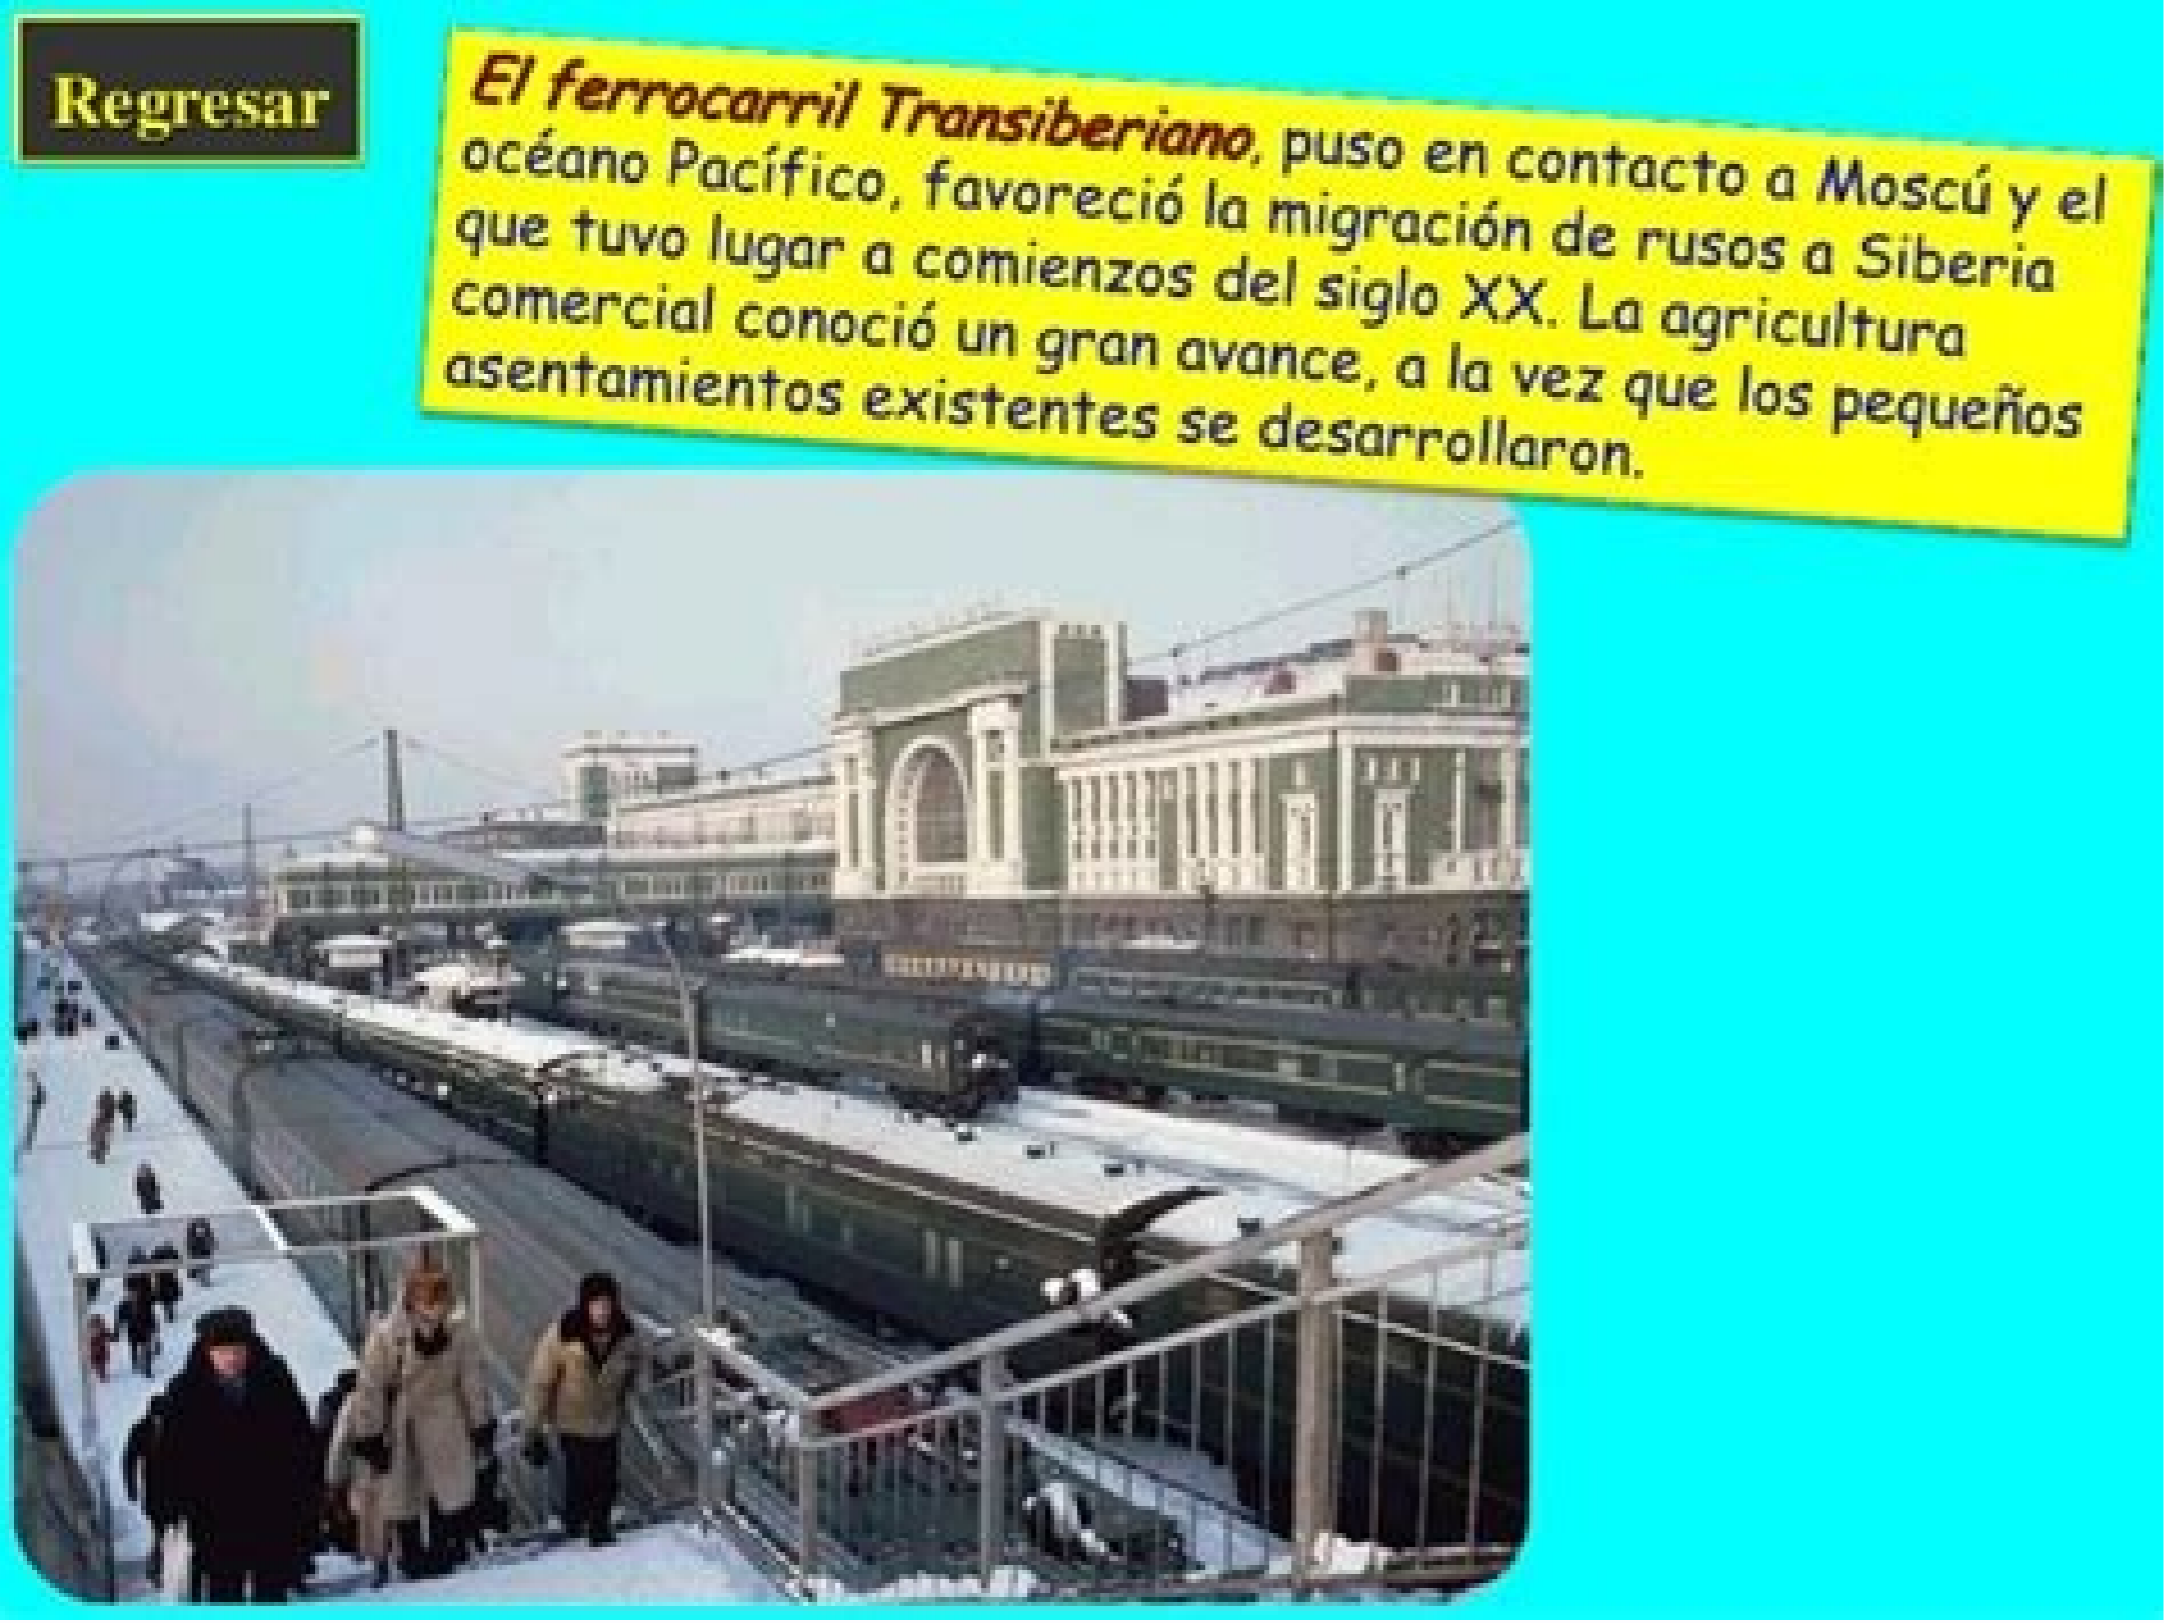 Regresar
El ferrocarril Transiberiano, puso en contacto a Moscú y el
océano Pacífico, favoreció la migración de rusos a Siberia
que tuvo lugar a comienzos del siglo XX. La agricultura
comercial conoció un gran avance, a la vez que los pequeños
asentamientos existentes se desarrollaron.